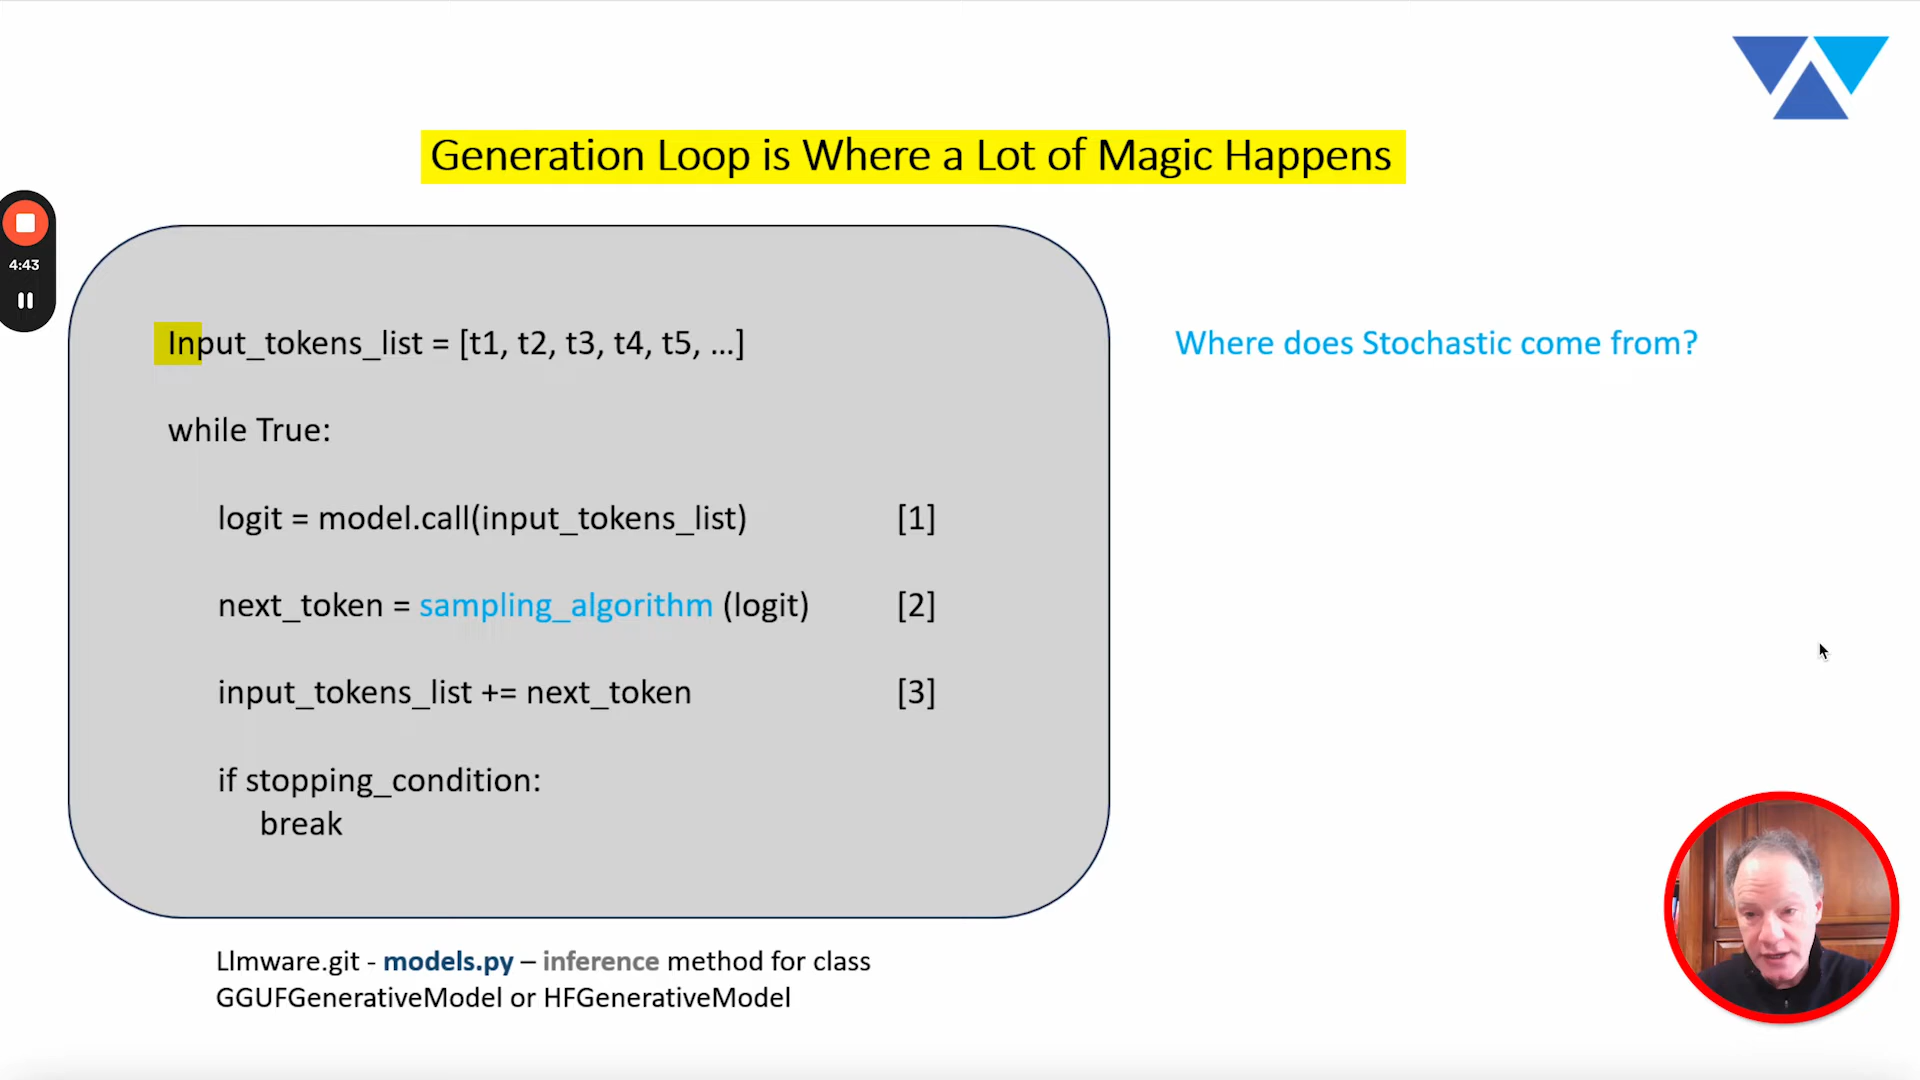 Generation Loop is Where a Lot of Magic Happens
4:43
Input_tokens_list = [t1, t2, t3, t4, t5, ...]
Where does Stochastic come from?
while True:
logit = model.call(input_tokens_list) [1]
next_token = sampling_algorithm (logit) [2]
input_tokens_list += next_token [3]
if stopping_condition:
break
Llmware.git - models.py – inference method for class
GGUFGenerativeModel or HFGenerativeModel